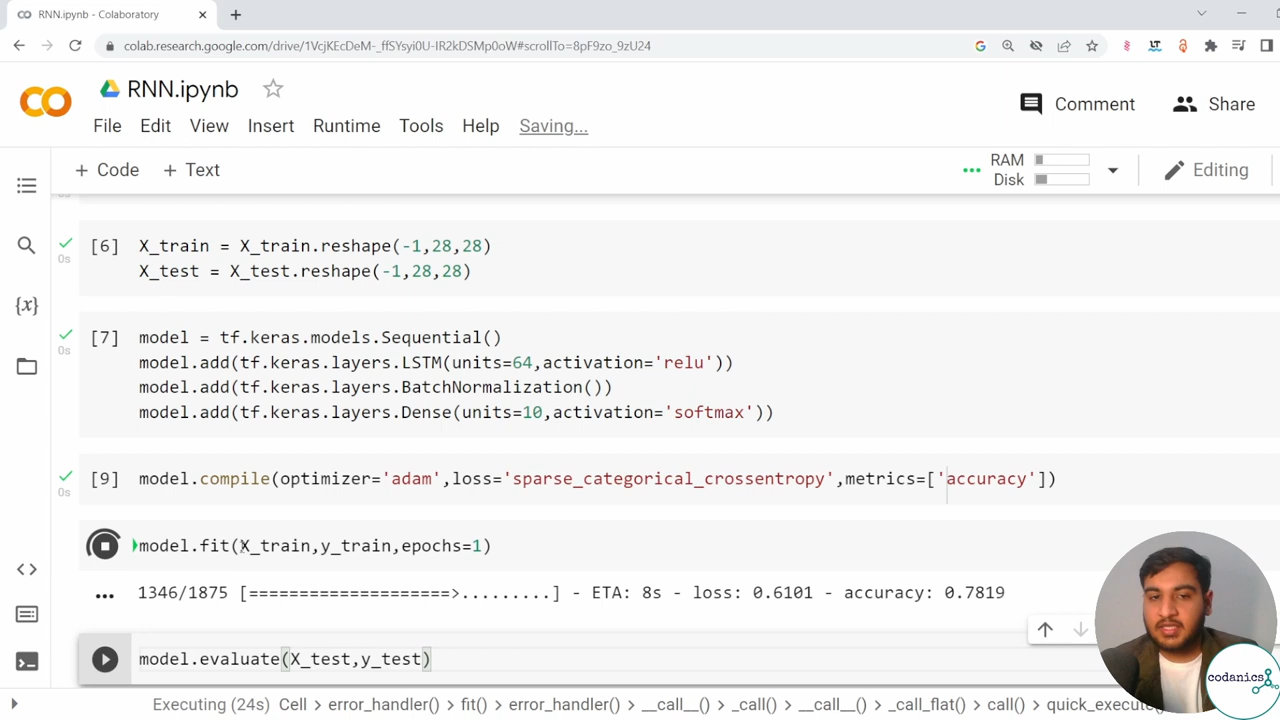 RNN.ipynb - Colaboratory
colab.research.google.com/drive/1VcjKEcDeM-_ffSYsyi0U-IR2kDSMp0oW#scrollTo=8pF9zo_9zU24
RNN.ipynb
Comment
Share
File Edit View Insert Runtime Tools Help Saving...
+ Code + Text
RAM
Disk
Editing
[6] X_train = X_train.reshape(-1,28,28)
0s
X_test = X_test.reshape(-1,28,28)
{x}
[7] model = tf.keras.models.Sequential()
0s
model.add(tf.keras.layers.LSTM(units=64,activation='relu'))
model.add(tf.keras.layers.BatchNormalization())
model.add(tf.keras.layers.Dense(units=10,activation='softmax'))
[9] model.compile(optimizer='adam',loss='sparse_categorical_crossentropy',metrics=['accuracy'])
0s
model.fit(X_train,y_train,epochs=1)
1346/1875 [====================>.........] - ETA: 8s - loss: 0.6101 - accuracy: 0.7819
model.evaluate(X_test,y_test)
codanics
Executing (24s) Cell > error_handler() > fit() > error_handler() > __call__() > _call() > __call__() > _call_flat() > call() > quick_execute()